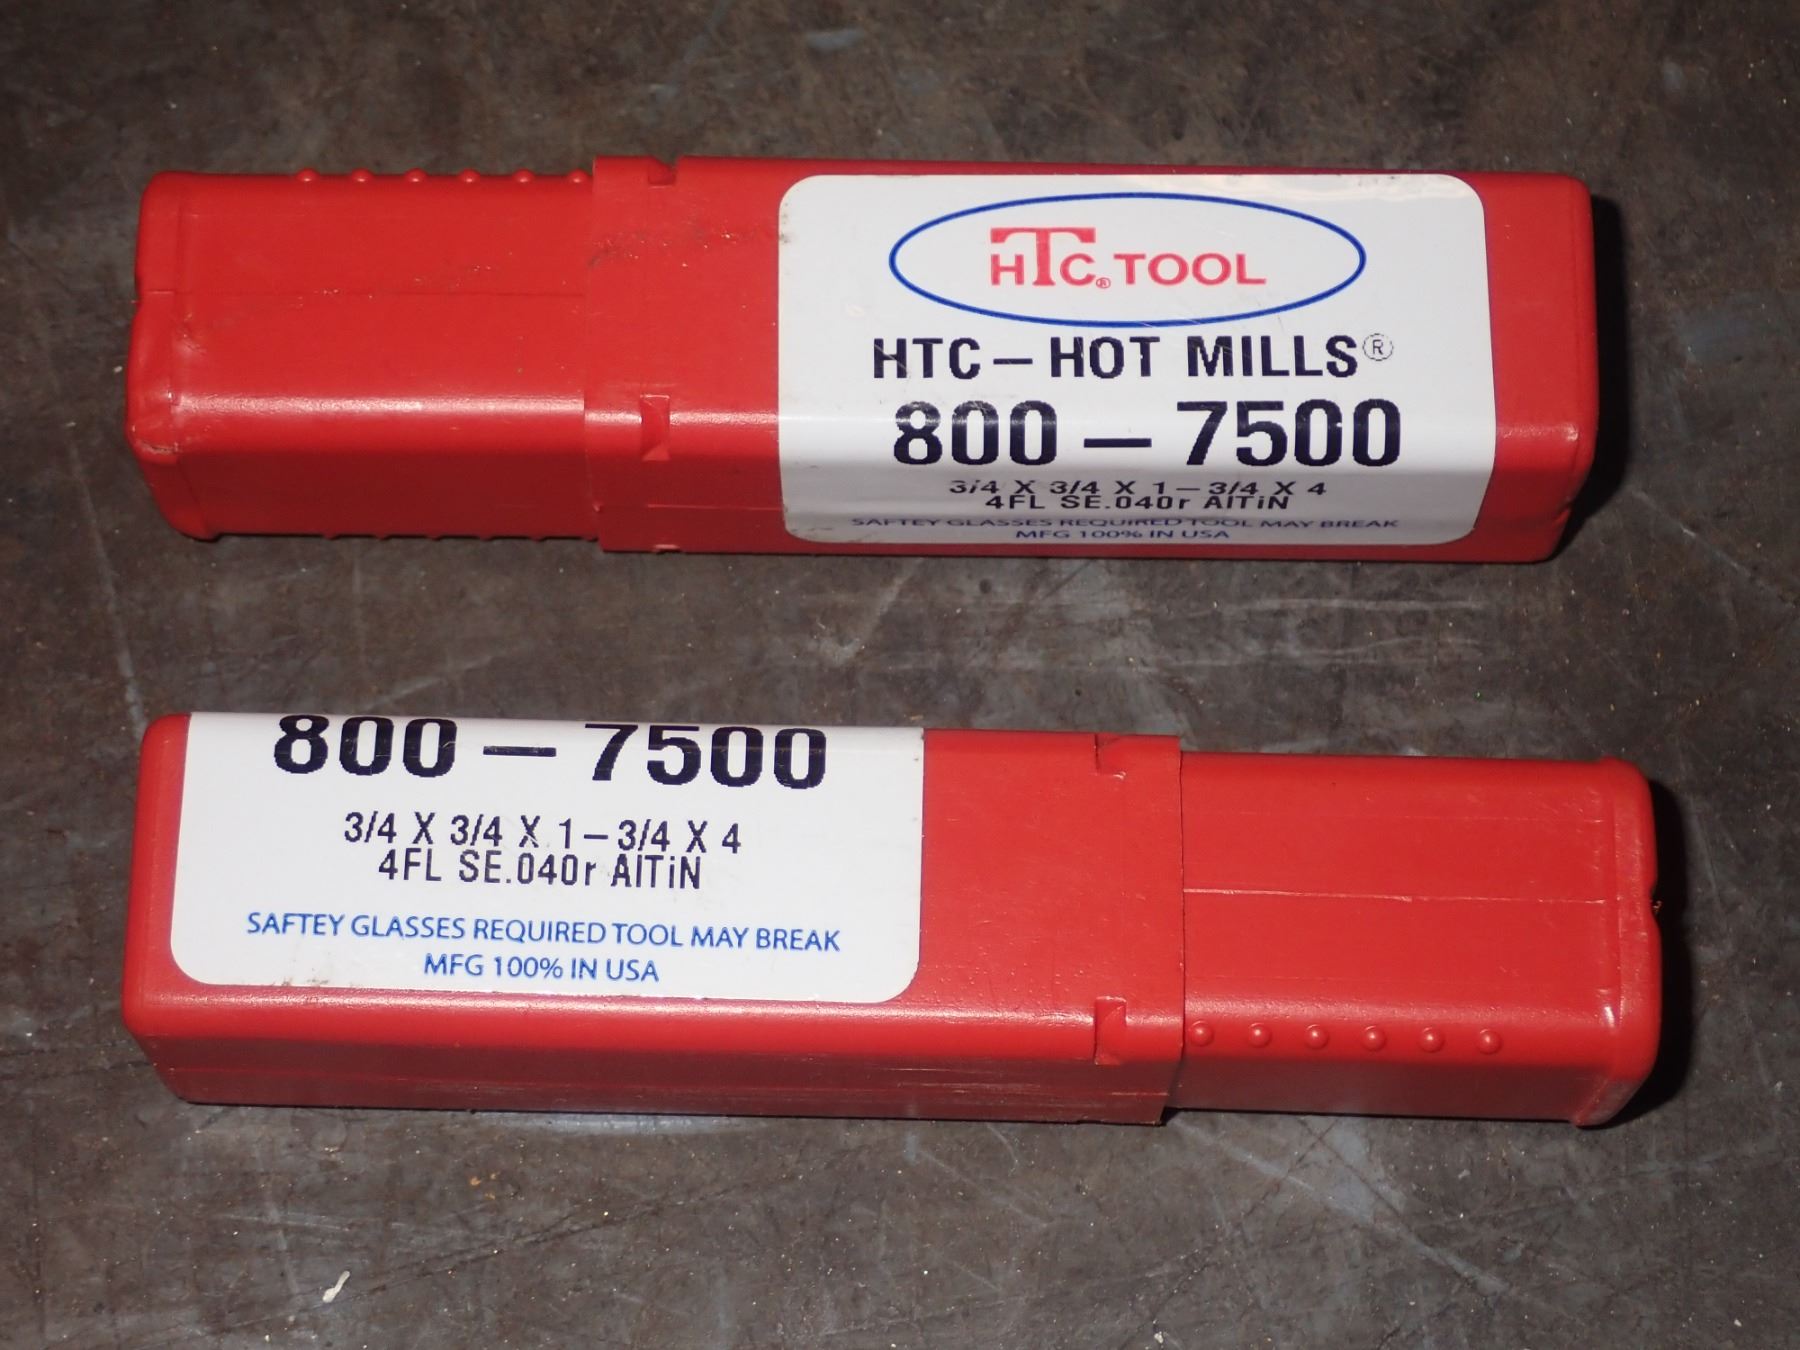 HTC® TOOL
HTC – HOT MILLS®
800 – 7500
3/4 X 3/4 X 1 – 3/4 X 4
4FL SE.040r AlTiN
SAFTEY GLASSES REQUIRED TOOL MAY BREAK
MFG 100% IN USA
800 – 7500
3/4 X 3/4 X 1 – 3/4 X 4
4FL SE.040r AlTiN
SAFTEY GLASSES REQUIRED TOOL MAY BREAK
MFG 100% IN USA